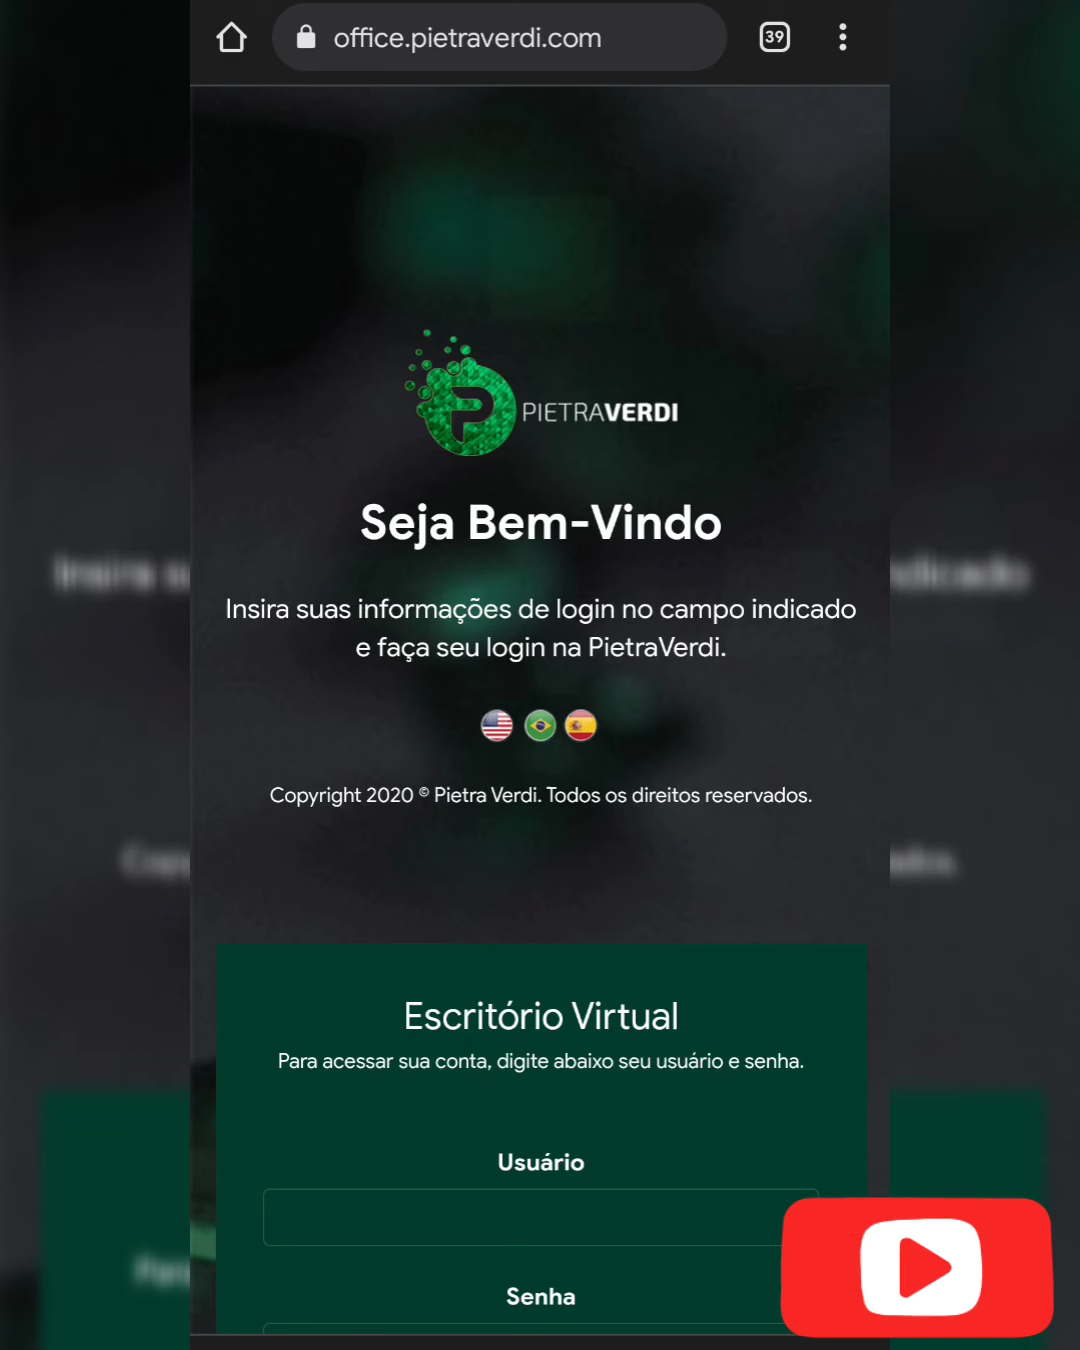 office.pietraverdi.com
39
PIETRAVERDI
Seja Bem-Vindo
Insira suas informações de login no campo indicado
e faça seu login na PietraVerdi.
Copyright 2020 © Pietra Verdi. Todos os direitos reservados.
Escritório Virtual
Para acessar sua conta, digite abaixo seu usuário e senha.
Usuário
Senha